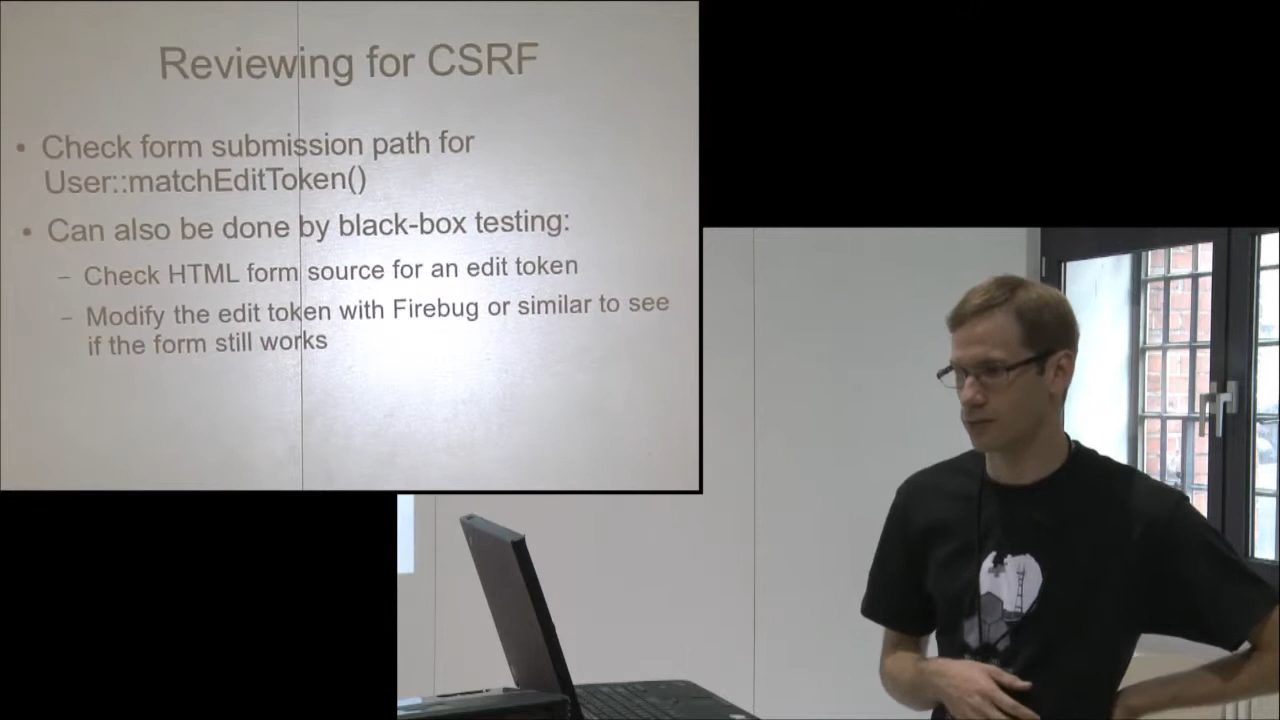 Reviewing for CSRF
• Check form submission path for
User::matchEditToken()
• Can also be done by black-box testing:
– Check HTML form source for an edit token
– Modify the edit token with Firebug or similar to see
if the form still works